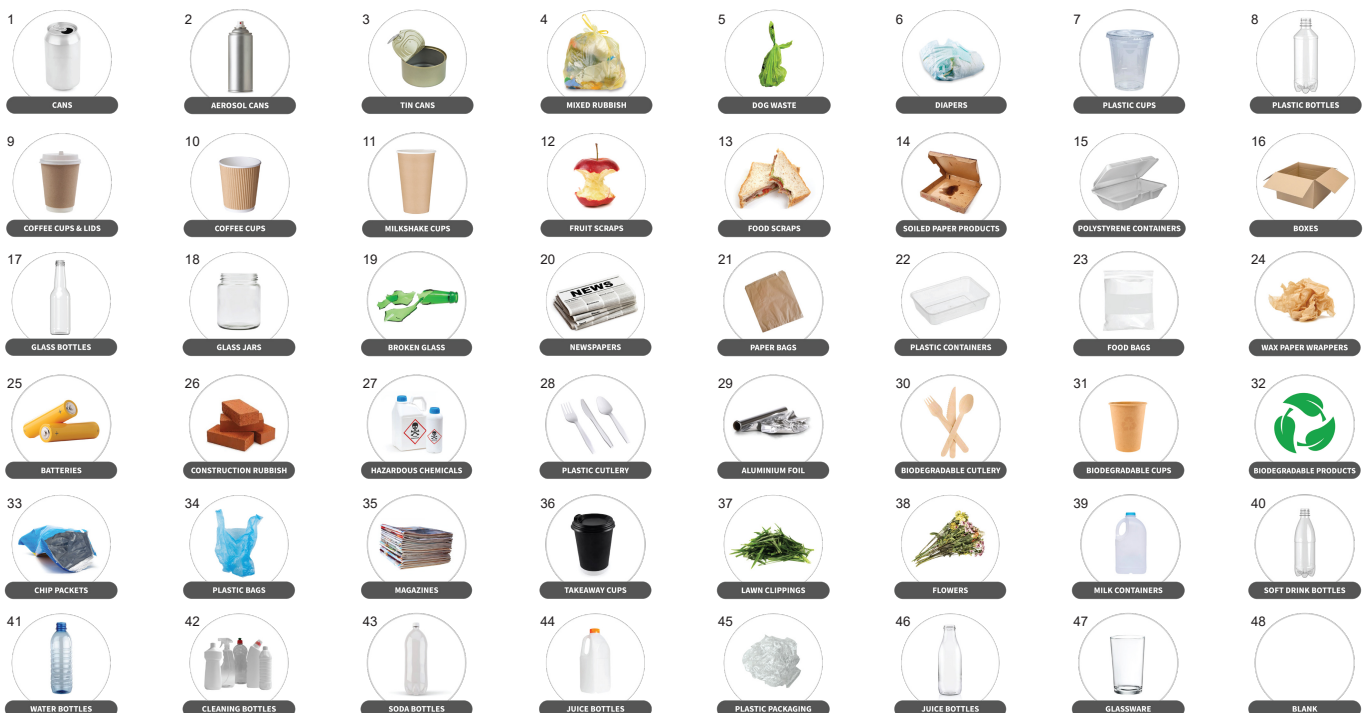 1 2 3 4 5 6 7 8
CANS AEROSOL CANS TIN CANS MIXED RUBBISH DOG WASTE DIAPERS PLASTIC CUPS PLASTIC BOTTLES
9 10 11 12 13 14 15 16
COFFEE CUPS & LIDS COFFEE CUPS MILKSHAKE CUPS FRUIT SCRAPS FOOD SCRAPS SOILED PAPER PRODUCTS POLYSTYRENE CONTAINERS BOXES
17 18 19 20 21 22 23 24
NEWS
GLASS BOTTLES GLASS JARS BROKEN GLASS NEWSPAPERS PAPER BAGS PLASTIC CONTAINERS FOOD BAGS WAX PAPER WRAPPERS
25 26 27 28 29 30 31 32
BATTERIES CONSTRUCTION RUBBISH HAZARDOUS CHEMICALS PLASTIC CUTLERY ALUMINIUM FOIL BIODEGRADABLE CUTLERY BIODEGRADABLE CUPS BIODEGRADABLE PRODUCTS
33 34 35 36 37 38 39 40
CHIP PACKETS PLASTIC BAGS MAGAZINES TAKEAWAY CUPS LAWN CLIPPINGS FLOWERS MILK CONTAINERS SOFT DRINK BOTTLES
41 42 43 44 45 46 47 48
WATER BOTTLES CLEANING BOTTLES SODA BOTTLES JUICE BOTTLES PLASTIC PACKAGING JUICE BOTTLES GLASSWARE BLANK